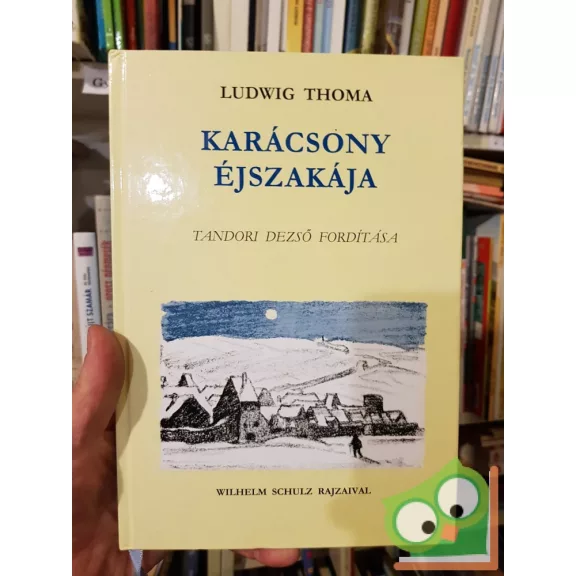 LUDWIG THOMA
KARÁCSONY
ÉJSZAKÁJA
TANDORI DEZSŐ FORDÍTÁSA
WILHELM SCHULZ RAJZAIVAL